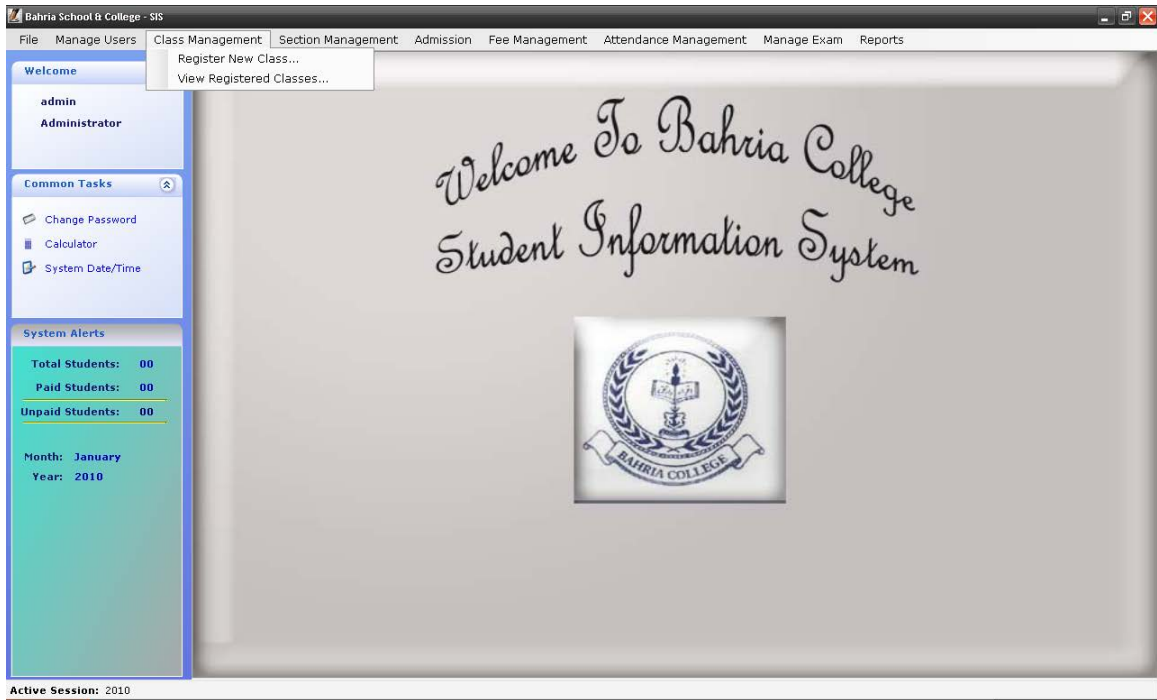 Bahria School & College - SIS
File Manage Users Class Management Section Management Admission Fee Management Attendance Management Manage Exam Reports
Register New Class...
View Registered Classes...
Welcome
admin
Administrator
Common Tasks
Change Password
Calculator
System Date/Time
System Alerts
Total Students: 00
Paid Students: 00
Unpaid Students: 00
Month: January
Year: 2010
Welcome To Bahria College
Student Information System
BAHRIA COLLEGE
Active Session: 2010